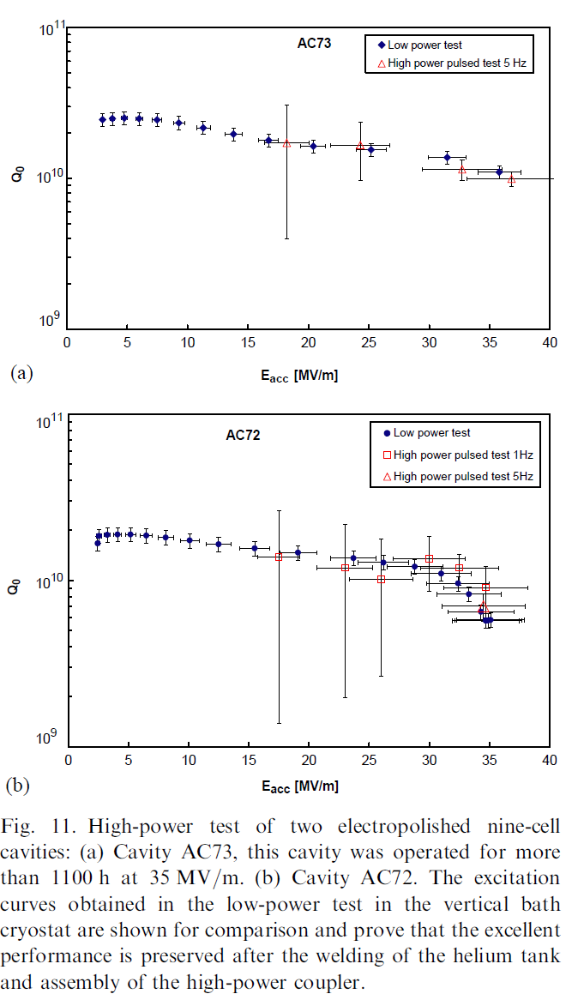 10^11
AC73
Low power test
High power pulsed test 5 Hz
Q0
10^10
10^9
0 5 10 15 20 25 30 35 40
(a)
Eacc [MV/m]
10^11
AC72
Low power test
High power pulsed test 1Hz
High power pulsed test 5Hz
Q0
10^10
10^9
0 5 10 15 20 25 30 35 40
(b)
Eacc [MV/m]
Fig. 11. High-power test of two electropolished nine-cell
cavities: (a) Cavity AC73, this cavity was operated for more
than 1100 h at 35 MV/m. (b) Cavity AC72. The excitation
curves obtained in the low-power test in the vertical bath
cryostat are shown for comparison and prove that the excellent
performance is preserved after the welding of the helium tank
and assembly of the high-power coupler.